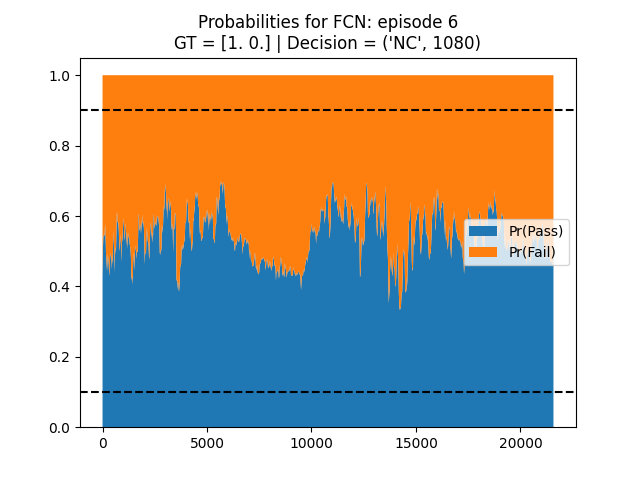 Probabilities for FCN: episode 6
GT = [1. 0.] | Decision = ('NC', 1080)
1.0
0.8
0.6
0.4
0.2
0.0
Pr(Pass)
Pr(Fail)
0
5000
10000
15000
20000